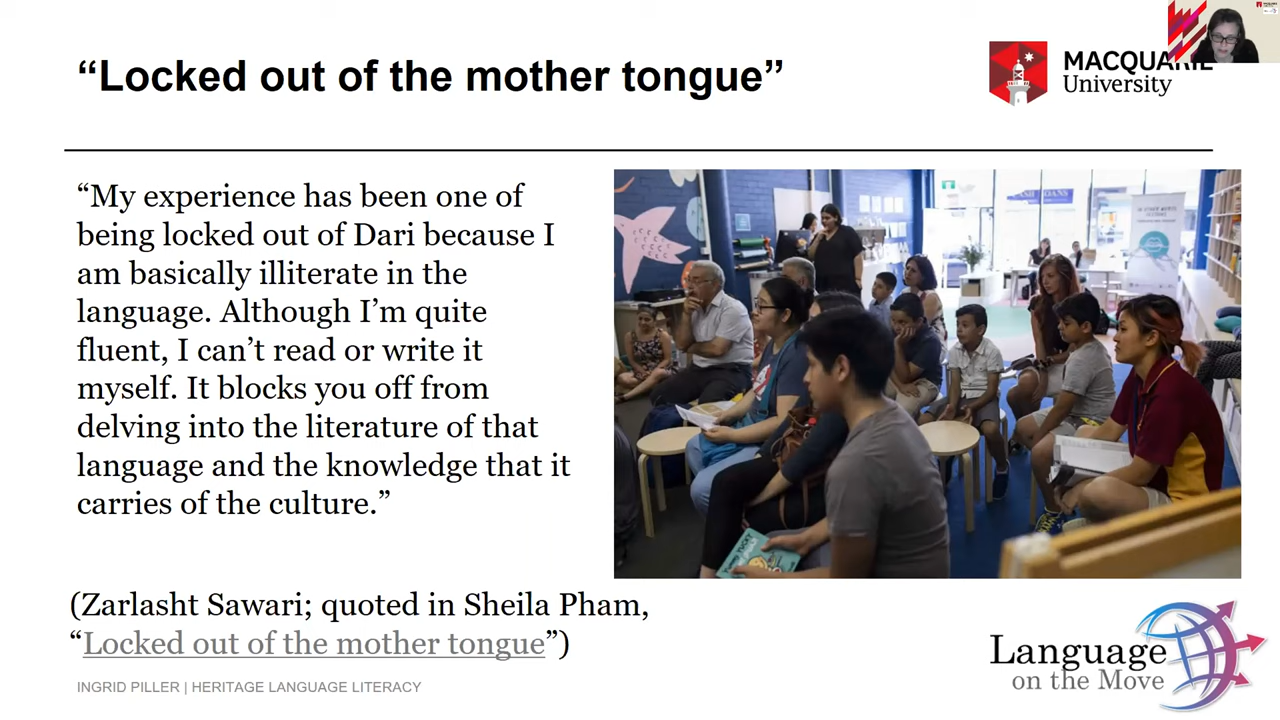 “Locked out of the mother tongue”
MACQUARIE
University
“My experience has been one of
being locked out of Dari because I
am basically illiterate in the
language. Although I’m quite
fluent, I can’t read or write it
myself. It blocks you off from
delving into the literature of that
language and the knowledge that it
carries of the culture.”
(Zarlasht Sawari; quoted in Sheila Pham,
“Locked out of the mother tongue”)
Language
on the Move
INGRID PILLER | HERITAGE LANGUAGE LITERACY